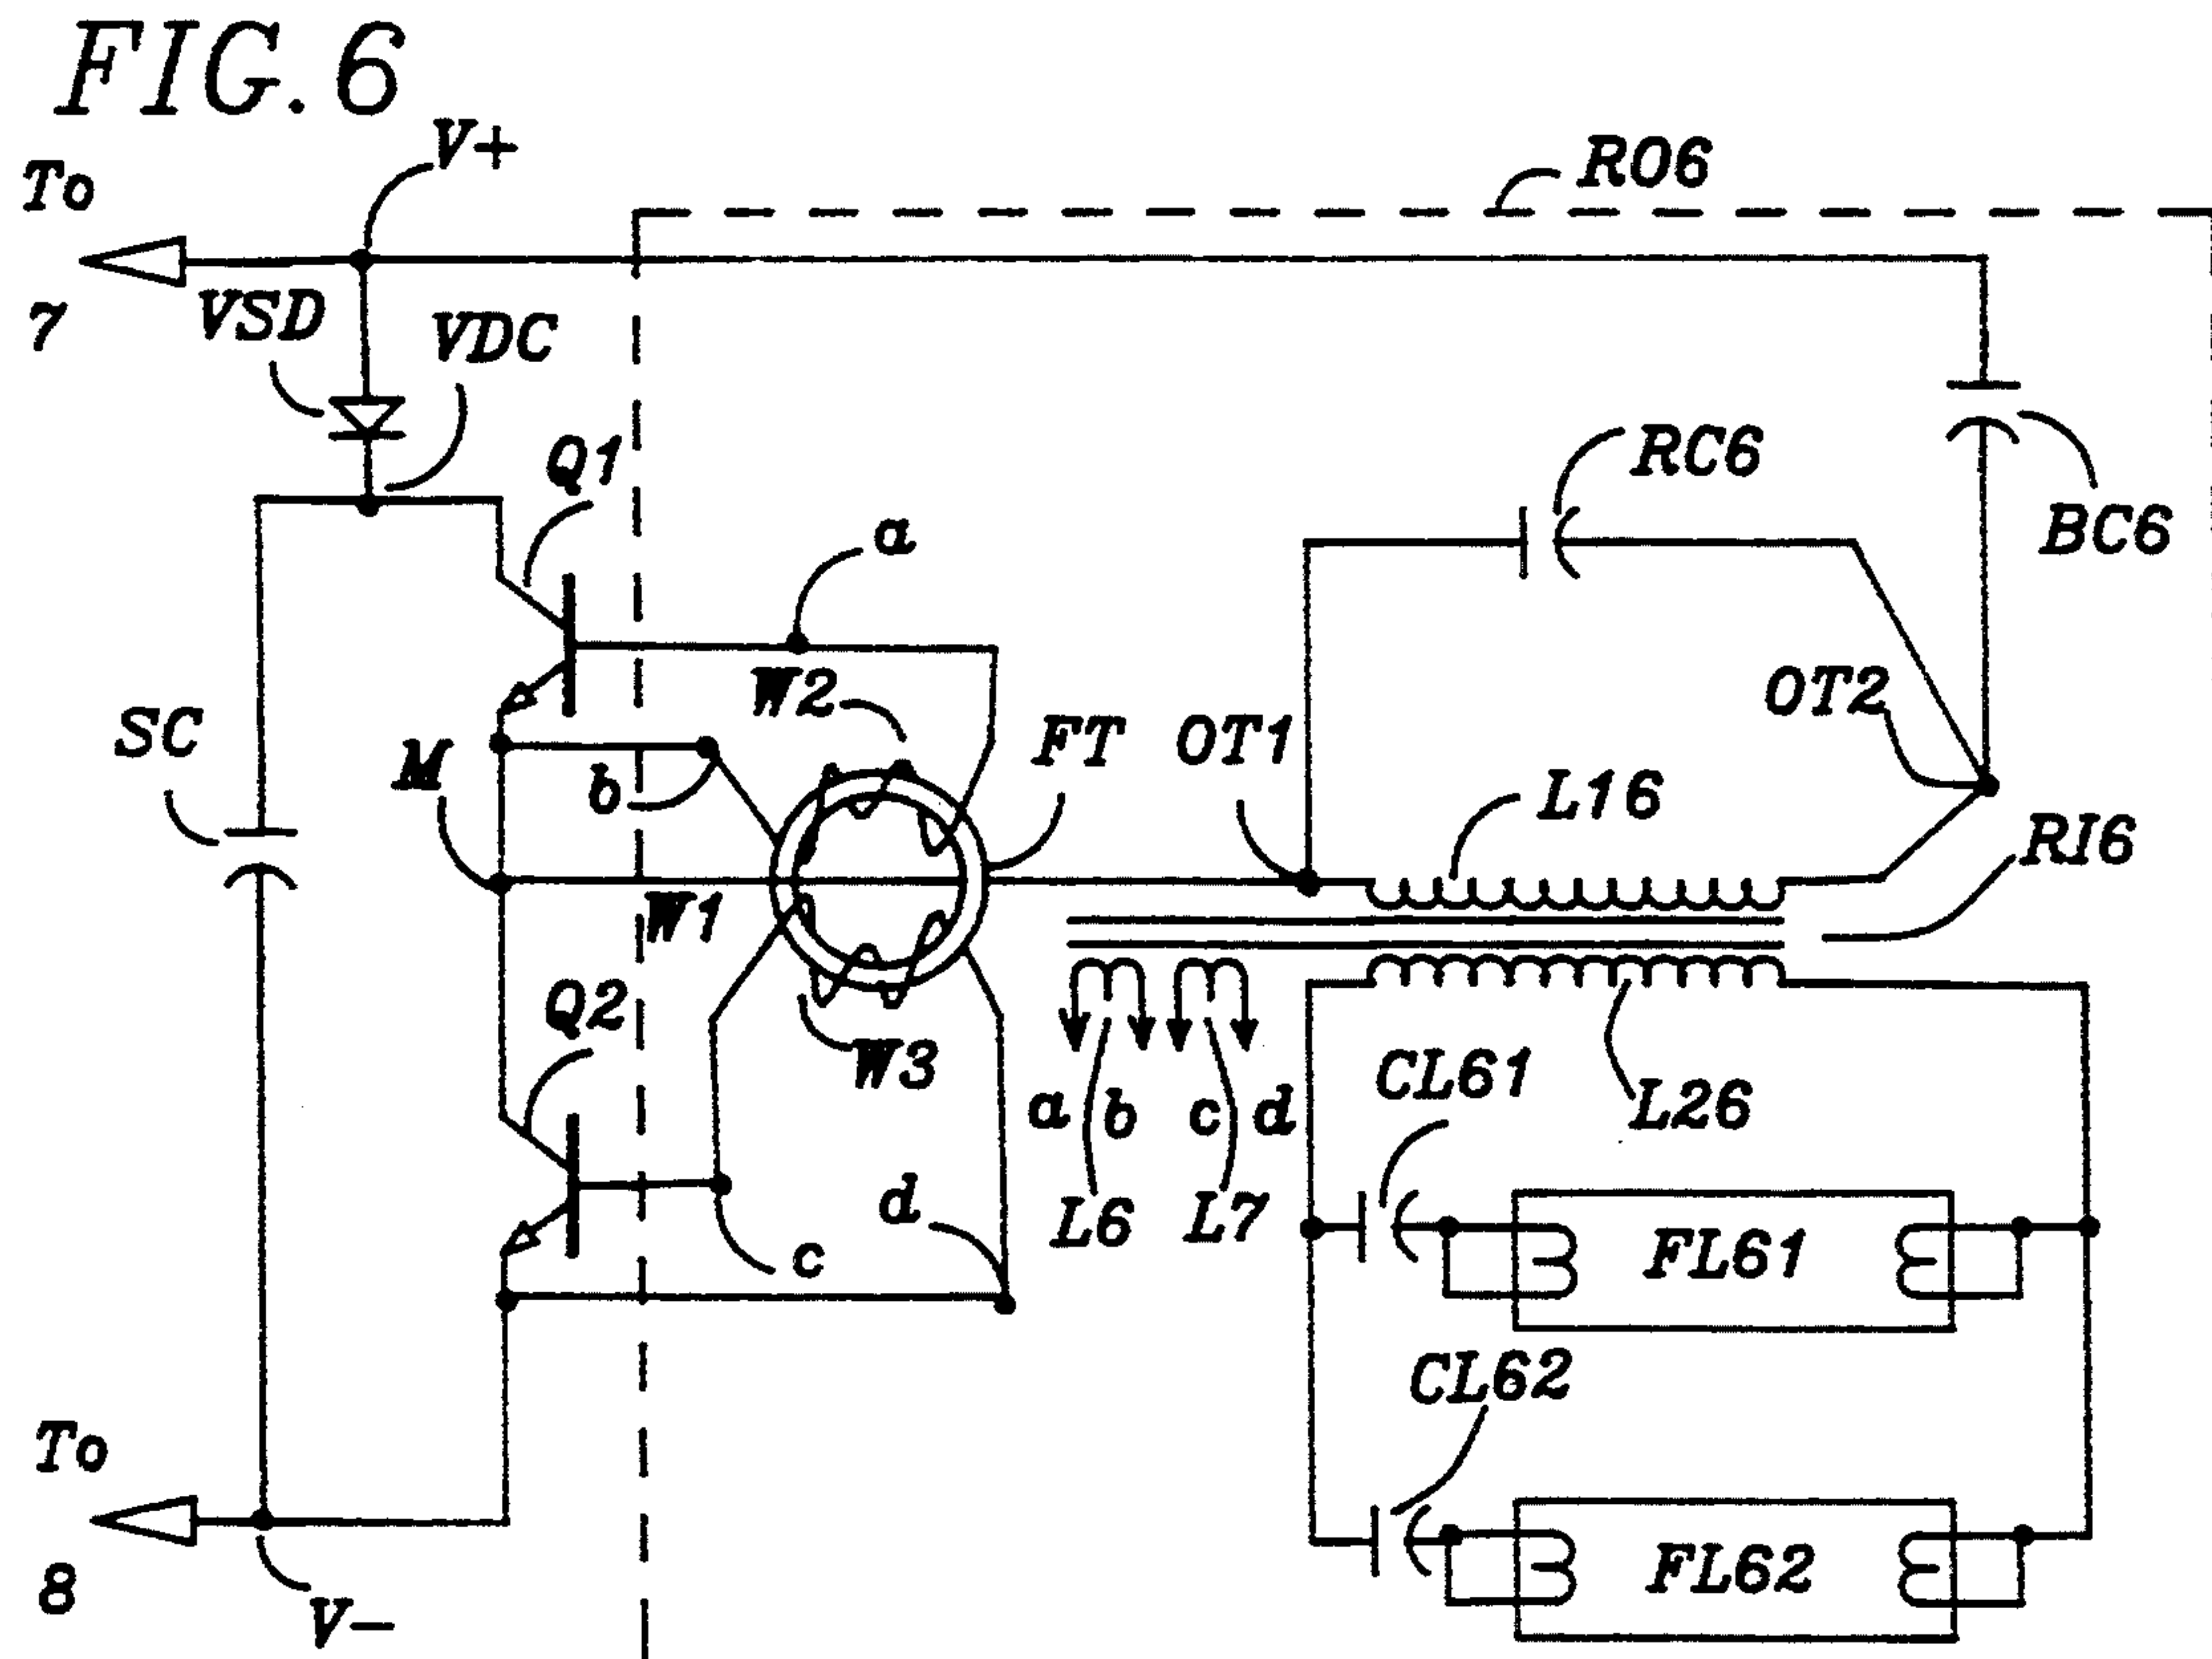 FIG. 6
V+
To
RO6
7
VSD
VDC
Q1
RC6
a
BC6
W2
OT2
SC
M
b
FT
OT1
L16
RI6
W1
Q2
W3
CL61
a b c d
L26
d
L6
L7
c
FL61
CL62
To
8
FL62
V-